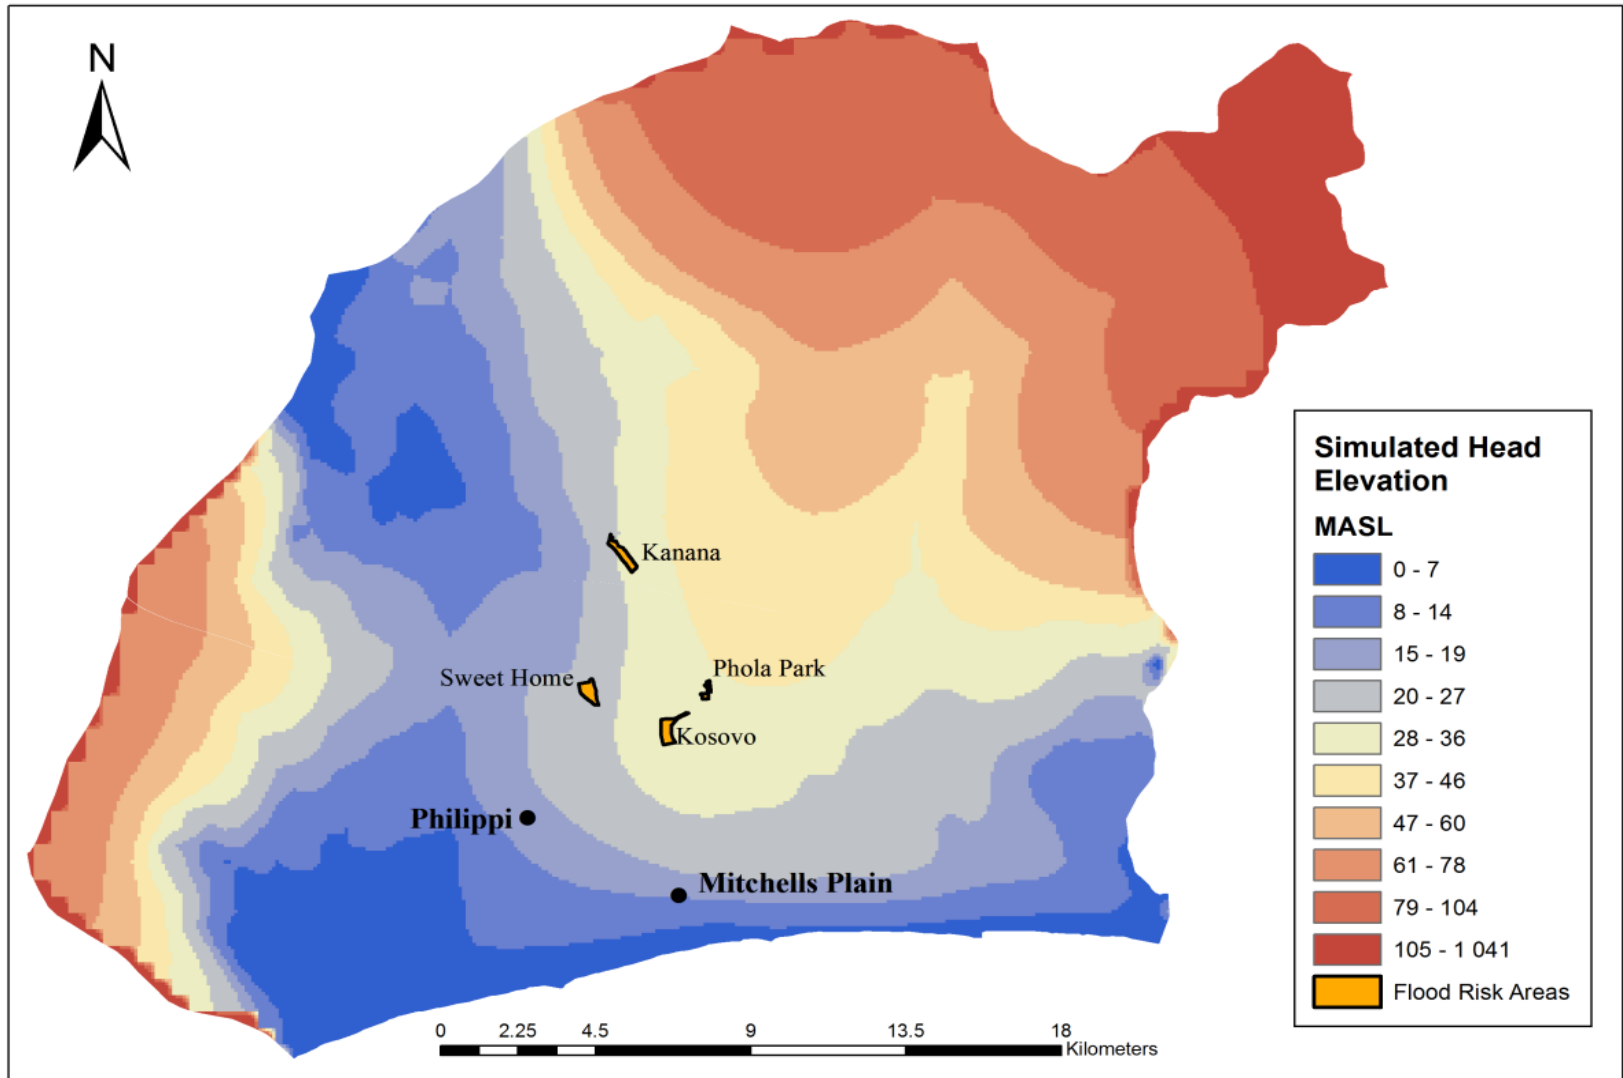 N
Kanana
Sweet Home
Phola Park
Kosovo
Philippi
Mitchells Plain
Simulated Head
Elevation
MASL
0 - 7
8 - 14
15 - 19
20 - 27
28 - 36
37 - 46
47 - 60
61 - 78
79 - 104
105 - 1 041
Flood Risk Areas
0 2.25 4.5 9 13.5 18
Kilometers